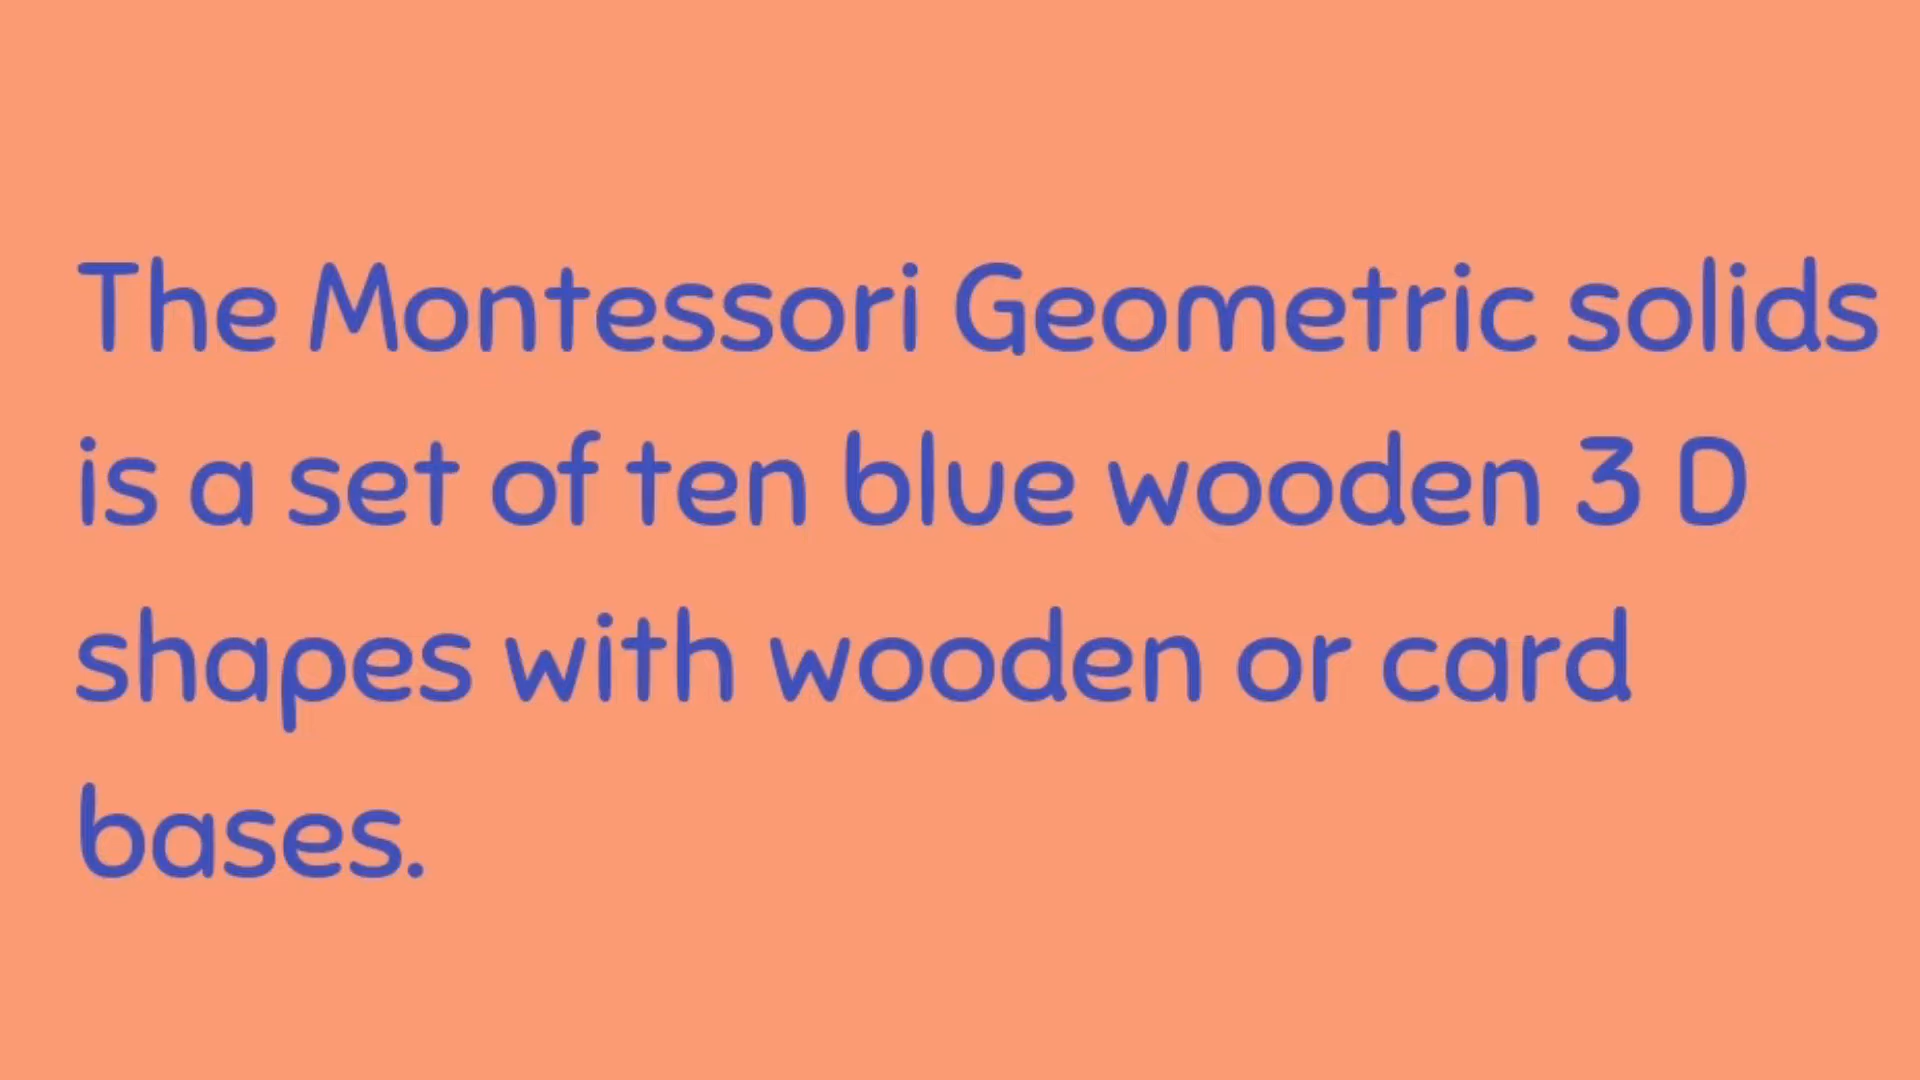 The Montessori Geometric solids
is a set of ten blue wooden 3 D
shapes with wooden or card
bases.